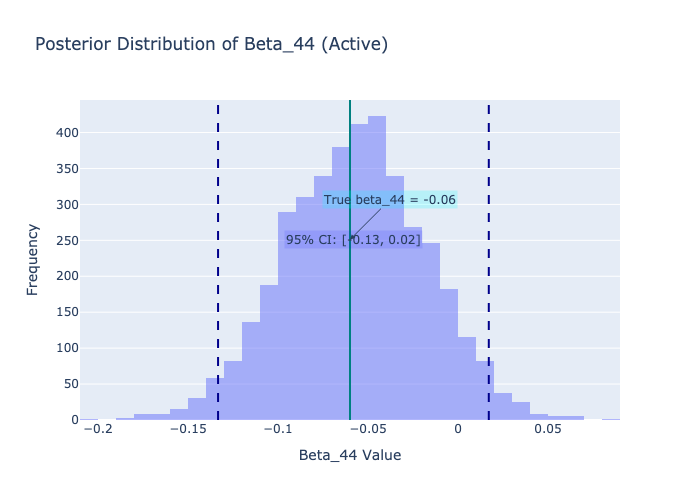 Posterior Distribution of Beta_44 (Active)
400
350
300
250
200
150
100
50
0
Frequency
True beta_44 = -0.06
95% CI: [-0.13, 0.02]
−0.2 −0.15 −0.1 −0.05 0 0.05
Beta_44 Value